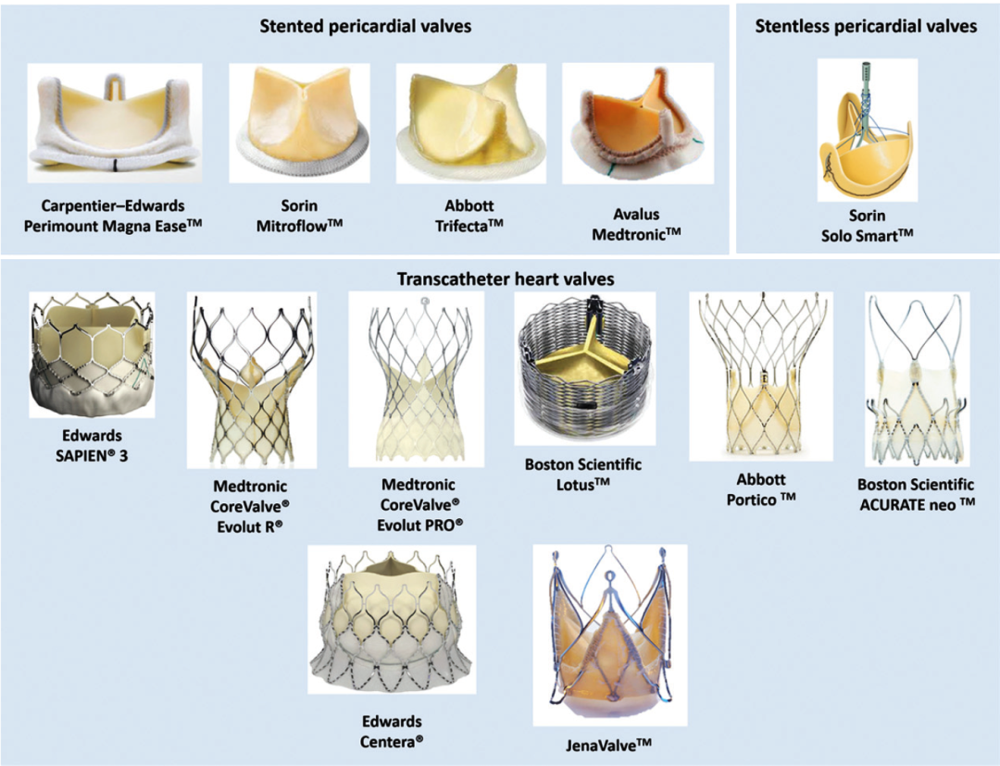 Stented pericardial valves
Stentless pericardial valves
Carpentier–Edwards
Perimount Magna Ease™
Sorin
Mitroflow™
Abbott
Trifecta™
Avalus
Medtronic™
Sorin
Solo Smart™
Transcatheter heart valves
Edwards
SAPIEN® 3
Medtronic
CoreValve®
Evolut R®
Medtronic
CoreValve®
Evolut PRO®
Boston Scientific
Lotus™
Abbott
Portico ™
Boston Scientific
ACURATE neo ™
Edwards
Centera®
JenaValve™